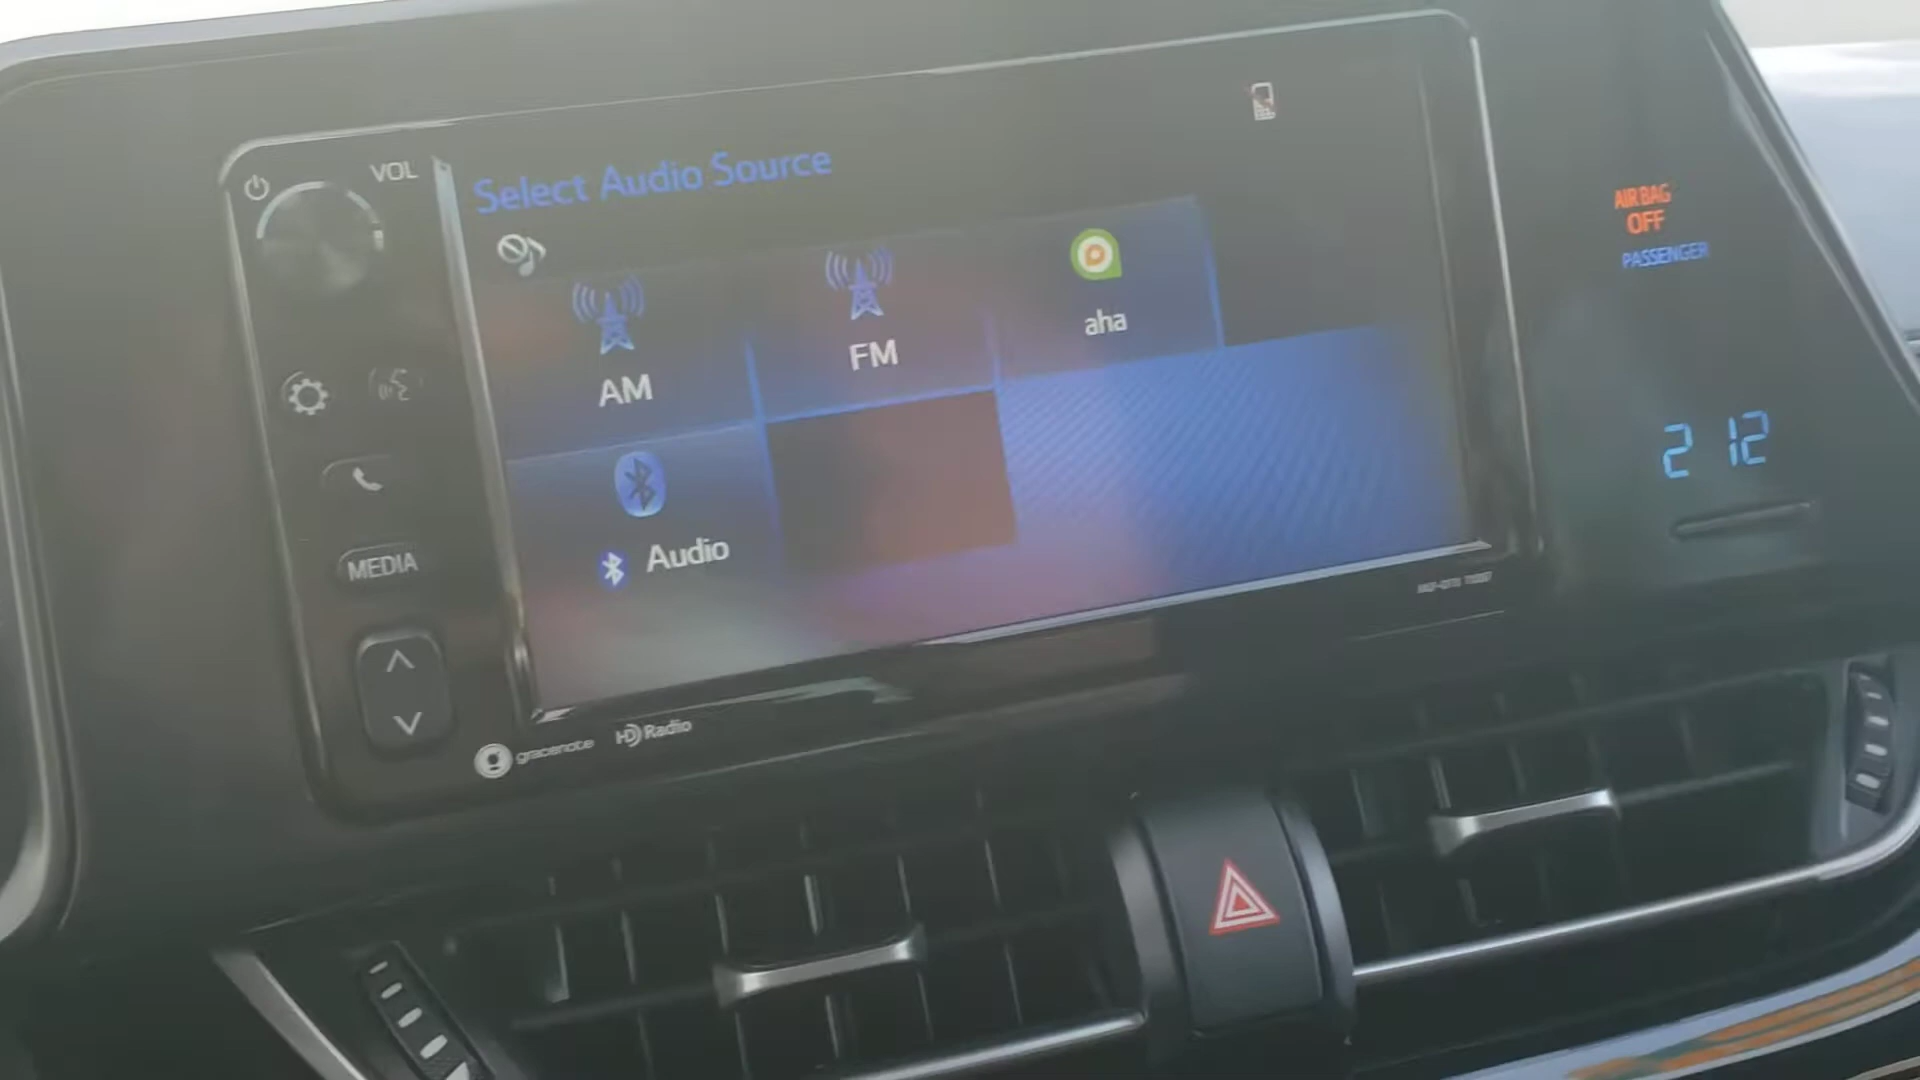 VOL
Select Audio Source
AM
FM
aha
Audio
MEDIA
gracenote
HD Radio
AIR BAG
OFF
PASSENGER
2 12